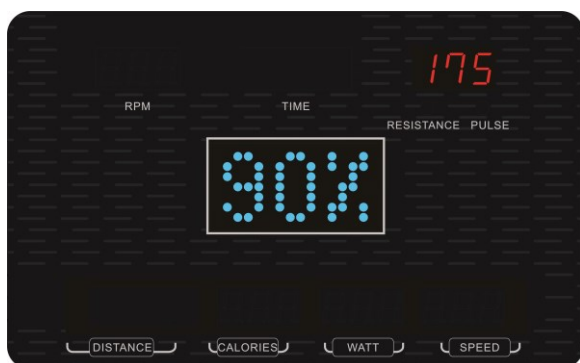 175
RPM TIME
RESISTANCE PULSE
90%
DISTANCE CALORIES WATT SPEED